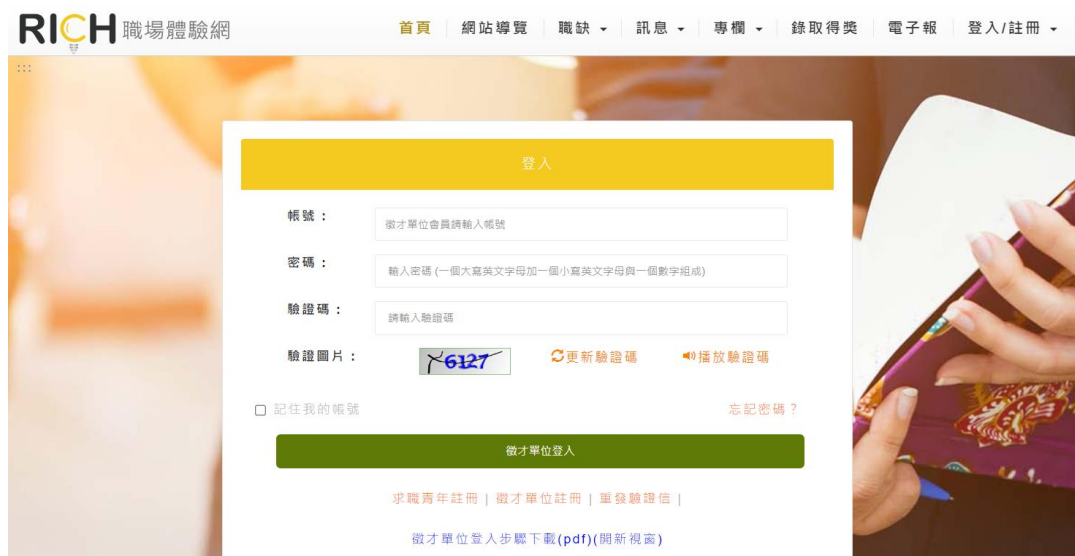 RICH 職場體驗網
首頁 網站導覽 職缺 訊息 專欄 錄取得獎 電子報 登入/註冊
:::
登入
帳號：
徵才單位會員請輸入帳號
密碼：
輸入密碼 (一個大寫英文字母加一個小寫英文字母與一個數字組成)
驗證碼：
請輸入驗證碼
驗證圖片： 6127 更新驗證碼 播放驗證碼
記住我的帳號 忘記密碼？
徵才單位登入
求職青年註冊 | 徵才單位註冊 | 重發驗證信 |
徵才單位登入步驟下載(pdf)(開新視窗)